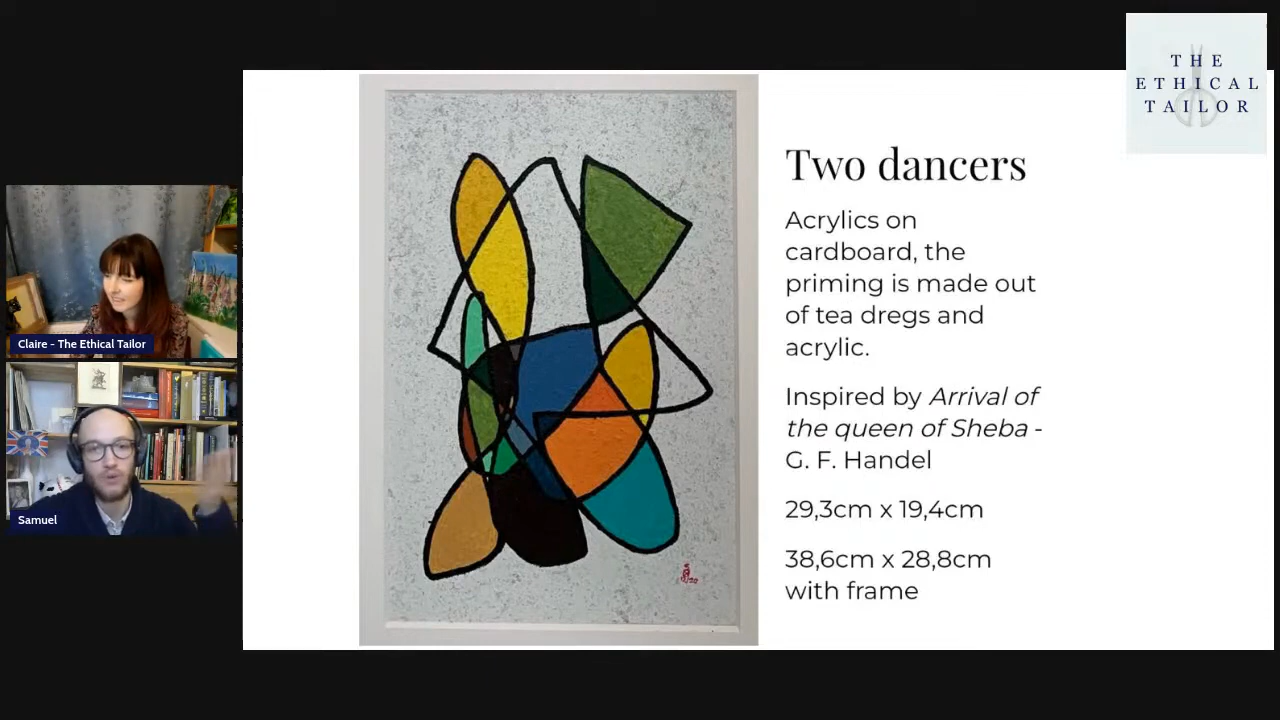 THE
ETHICAL
TAILOR
Two dancers
Acrylics on
cardboard, the
priming is made out
of tea dregs and
acrylic.
Inspired by Arrival of
the queen of Sheba -
G. F. Handel
29,3cm x 19,4cm
38,6cm x 28,8cm
with frame
Claire - The Ethical Tailor
Samuel